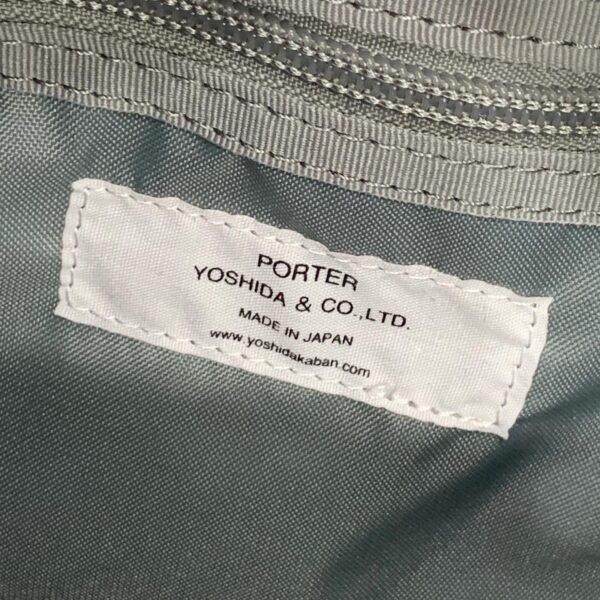 PORTER
YOSHIDA & CO.,LTD.
MADE IN JAPAN
www.yoshidakaban.com